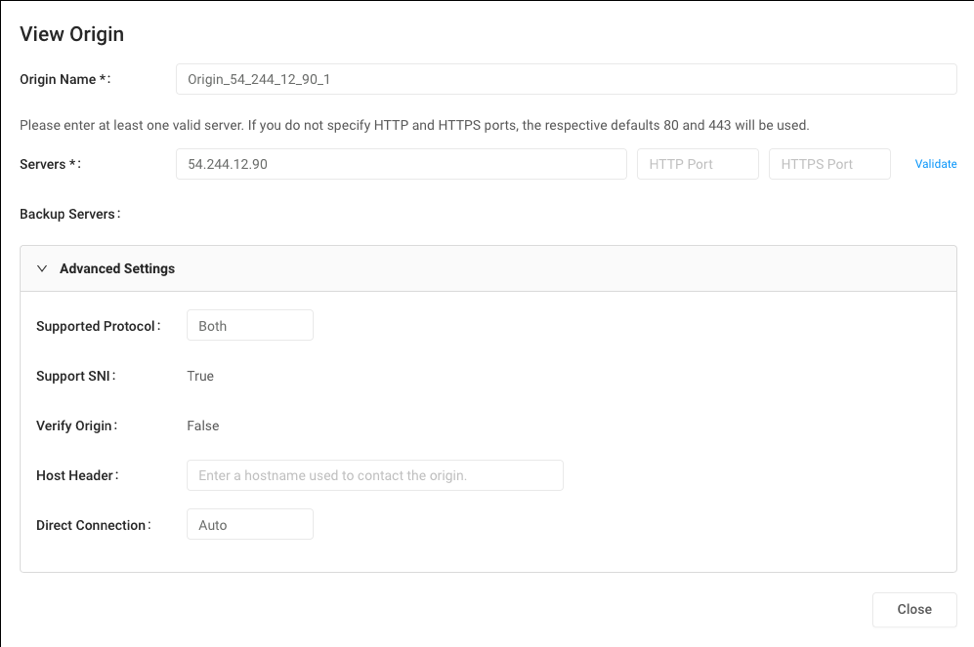 View Origin
Origin Name *: Origin_54_244_12_90_1
Please enter at least one valid server. If you do not specify HTTP and HTTPS ports, the respective defaults 80 and 443 will be used.
Servers *: 54.244.12.90 HTTP Port HTTPS Port Validate
Backup Servers:
Advanced Settings
Supported Protocol: Both
Support SNI: True
Verify Origin: False
Host Header: Enter a hostname used to contact the origin.
Direct Connection: Auto
Close